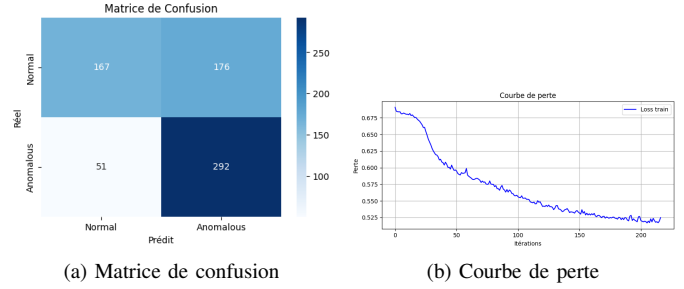 Matrice de Confusion
Normal
Anomalous
Réel
167
176
51
292
Normal
Anomalous
Prédit
250
200
150
100
(a) Matrice de confusion
Courbe de perte
Loss train
0.675
0.650
0.625
0.600
0.575
0.550
0.525
Perte
0
50
100
150
200
Itérations
(b) Courbe de perte